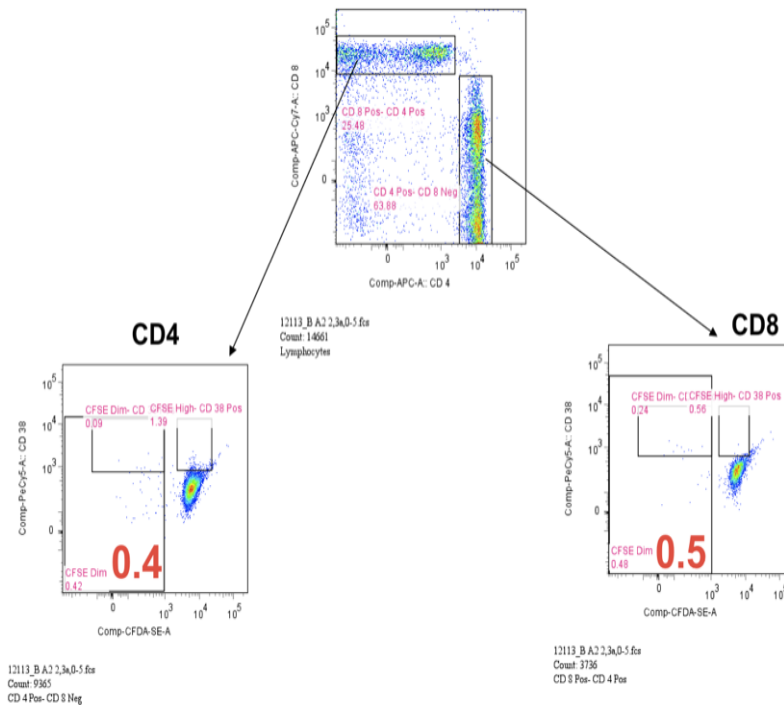 10^5
10^4
10^3
0
Comp-APC-Cy7-A:: CD 8
CD 8 Pos- CD 4 Pos
25.48
CD 4 Pos- CD 8 Neg
63.88
0 10^3 10^4 10^5
Comp-APC-A:: CD 4
12113_B A2 2,3a,0-5.fcs
Count: 14661
Lymphocytes
CD4
10^5
10^4
10^3
0
Comp-PeCy5-A:: CD 38
CFSE Dim- CD CFSE High- CD 38 Pos
0.09 1.39
0.4
CFSE Dim
0.42
0 10^3 10^4 10^5
Comp-CFDA-SE-A
12113_B A2 2,3a,0-5.fcs
Count: 9365
CD 4 Pos- CD 8 Neg
CD8
10^5
10^4
10^3
0
Comp-PeCy5-A:: CD 38
CFSE Dim- C CFSE High- CD 38 Pos
0.24 0.56
0.5
CFSE Dim
0.48
0 10^3 10^4
Comp-CFDA-SE-A
12113_B A2 2,3a,0-5.fcs
Count: 3736
CD 8 Pos- CD 4 Pos